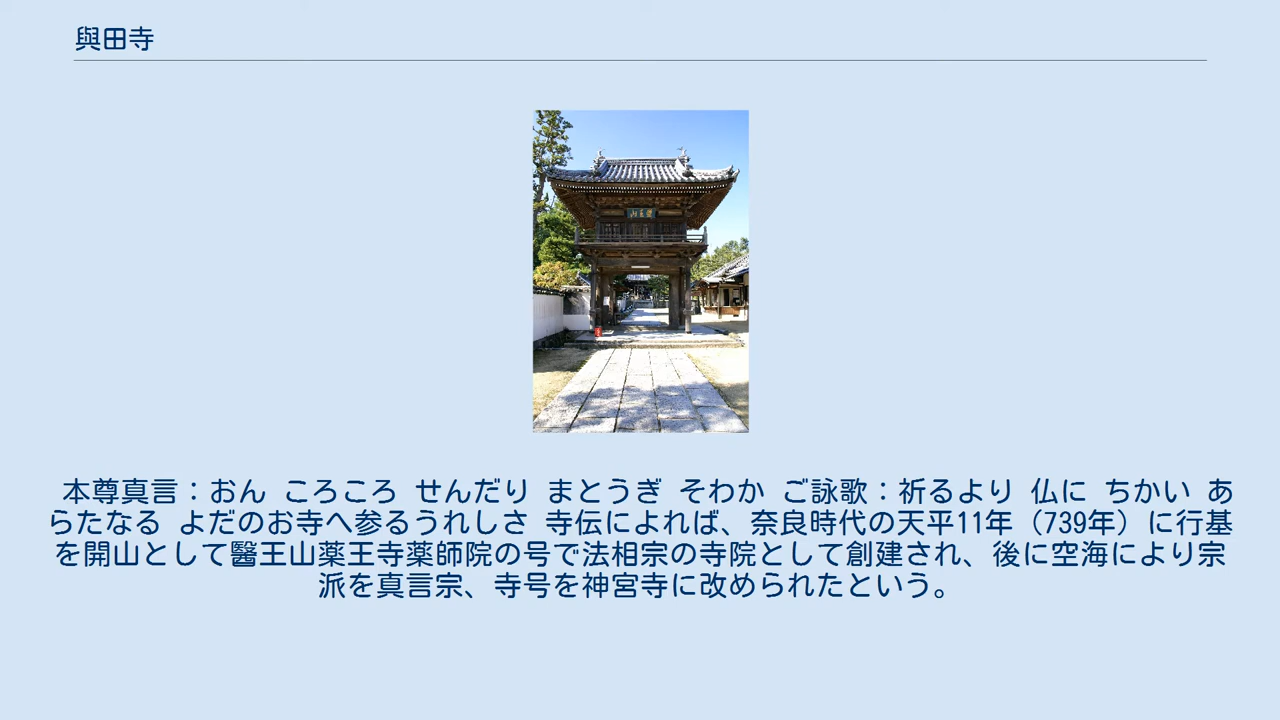 與田寺
本尊真言：おん ころころ せんだり まとうぎ そわか ご詠歌：祈るより 仏に ちかい あ
らたなる よだのお寺へ参るうれしさ 寺伝によれば、奈良時代の天平11年（739年）に行基
を開山として醫王山薬王寺薬師院の号で法相宗の寺院として創建され、後に空海により宗
派を真言宗、寺号を神宮寺に改められたという。